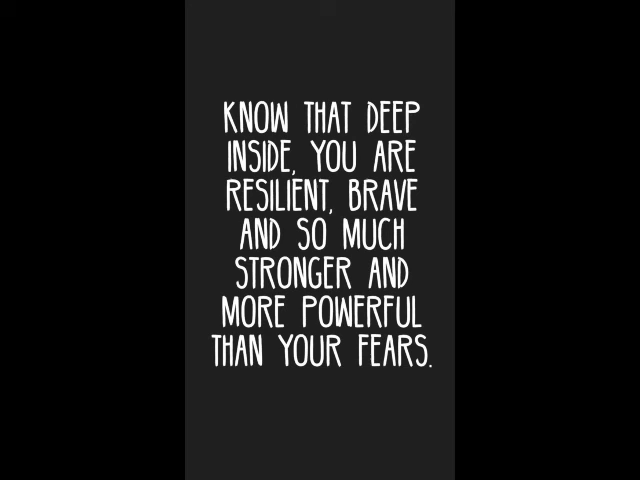 KNOW THAT DEEP
INSIDE, YOU ARE
RESILIENT, BRAVE
AND SO MUCH
STRONGER AND
MORE POWERFUL
THAN YOUR FEARS.